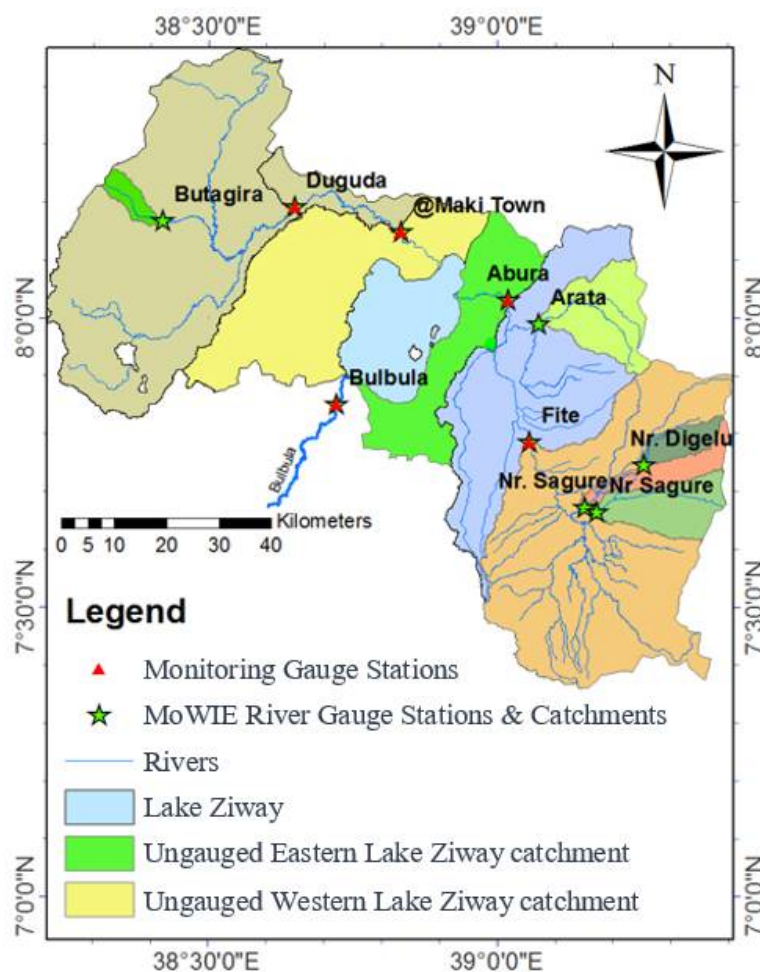 38°30'0"E 39°0'0"E
N
Butagira
Duguda
@Maki Town
Abura
Arata
8°0'0"N 8°0'0"N
Bulbula
Fite
Nr. Digelu
Nr. Sagure Nr Sagure
Bulbula
Kilometers
0 5 10 20 30 40
7°30'0"N 7°30'0"N
Legend
Monitoring Gauge Stations
MoWIE River Gauge Stations & Catchments
Rivers
Lake Ziway
Ungauged Eastern Lake Ziway catchment
Ungauged Western Lake Ziway catchment
7°0'0"N 7°0'0"N
38°30'0"E 39°0'0"E